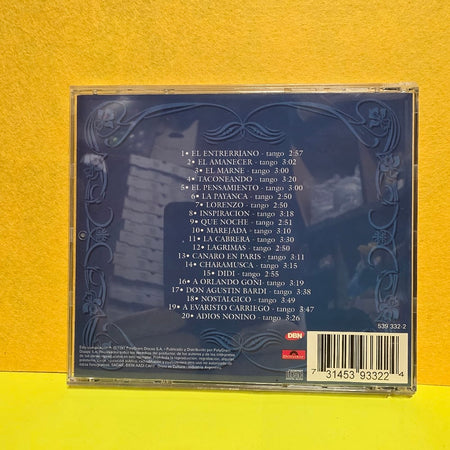 1• EL ENTRERRIANO - tango 2:57
2• EL AMANECER - tango 3:02
3• EL MARNE - tango 3:00
4• TACONEANDO - tango 3:20
5• EL PENSAMIENTO - tango 3:00
6• LA PAYANCA - tango 2:50
7• LORENZO - tango 2:50
8• INSPIRACION - tango 3:18
9• QUE NOCHE - tango 2:51
10• MAREJADA - tango 3:10
11• LA CABRERA - tango 3:30
12• LAGRIMAS - tango 2:50
13• CANARO EN PARIS - tango 3:11
14• CHARAMUSCA - tango 3:15
15• DIDI - tango 2:55
16• A ORLANDO GOÑI - tango 3:19
17• DON AGUSTIN BARDI - tango 3:38
18• NOSTALGICO - tango 3:38
19• A EVARISTO CARRIEGO - tango 3:47
20• ADIOS NONINO - tango 3:26
DBN
539 332-2
7 31453 93322 4